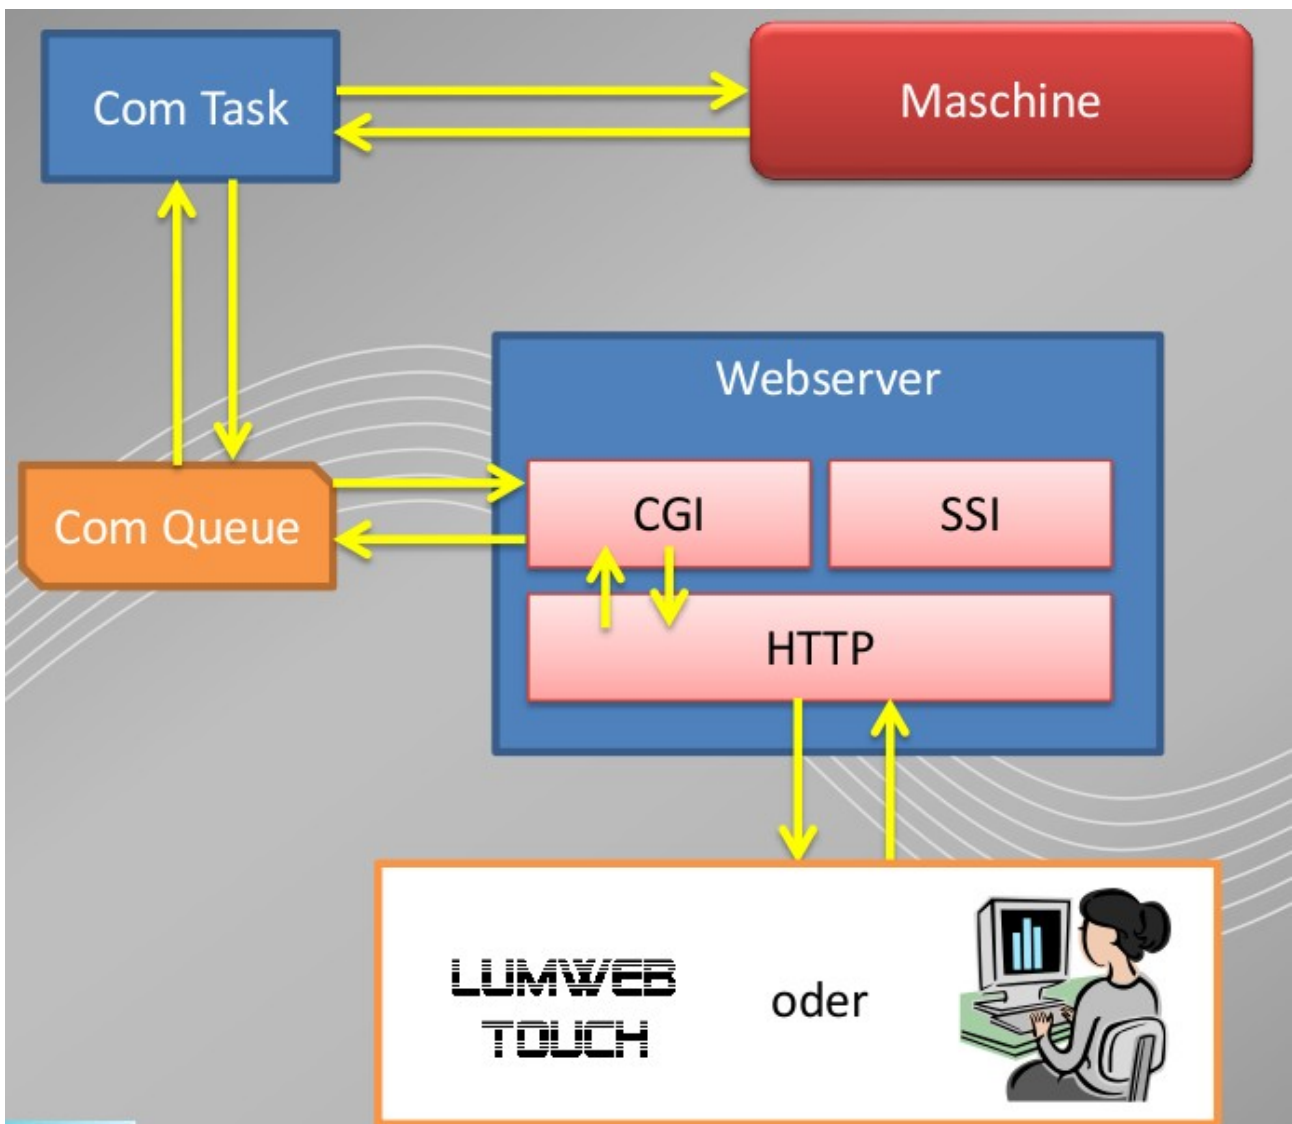 Com Task
Maschine
Webserver
Com Queue
CGI
SSI
HTTP
LUMWEB
TOUCH
oder